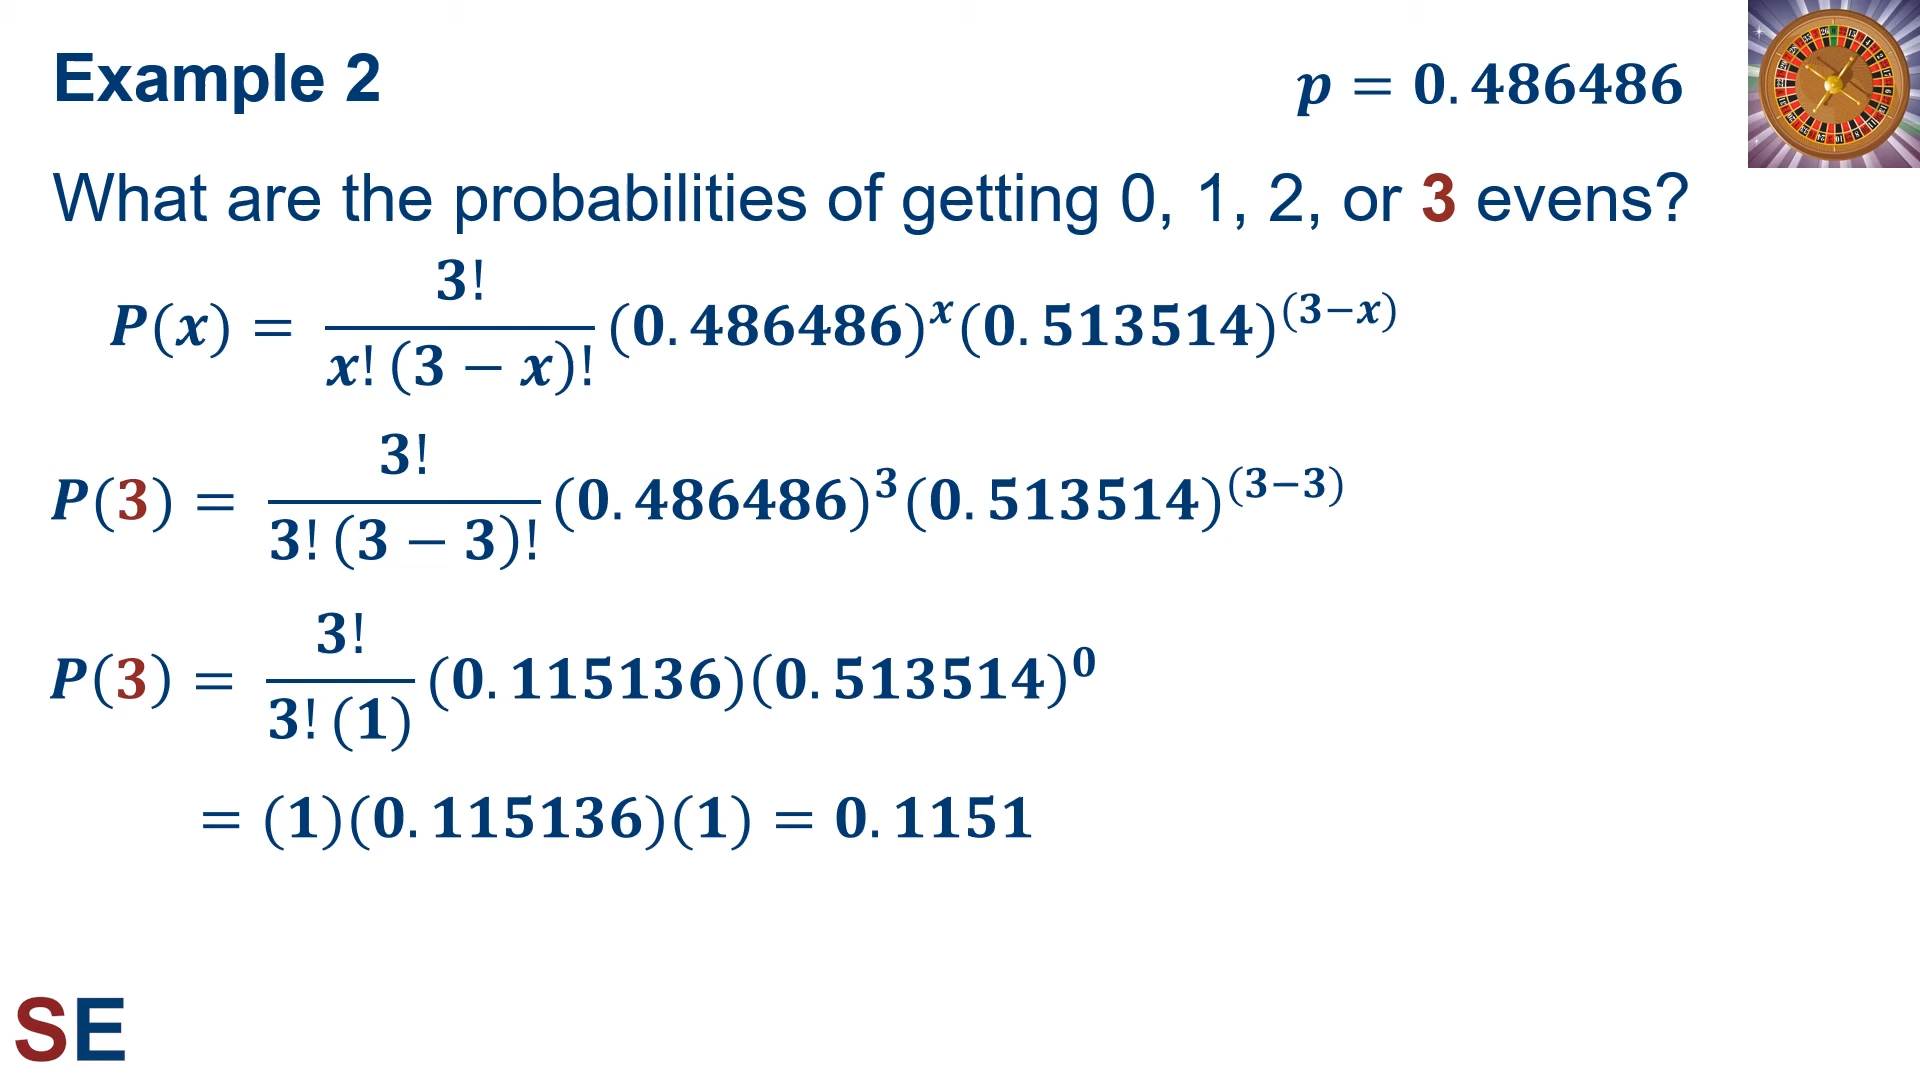 Example 2
p = 0.486486
What are the probabilities of getting 0, 1, 2, or 3 evens?
P(x) = 3! / x!(3 − x)! (0.486486)^x (0.513514)^(3−x)
P(3) = 3! / 3!(3 − 3)! (0.486486)^3 (0.513514)^(3−3)
P(3) = 3! / 3!(1) (0.115136)(0.513514)^0
= (1)(0.115136)(1) = 0.1151
SE